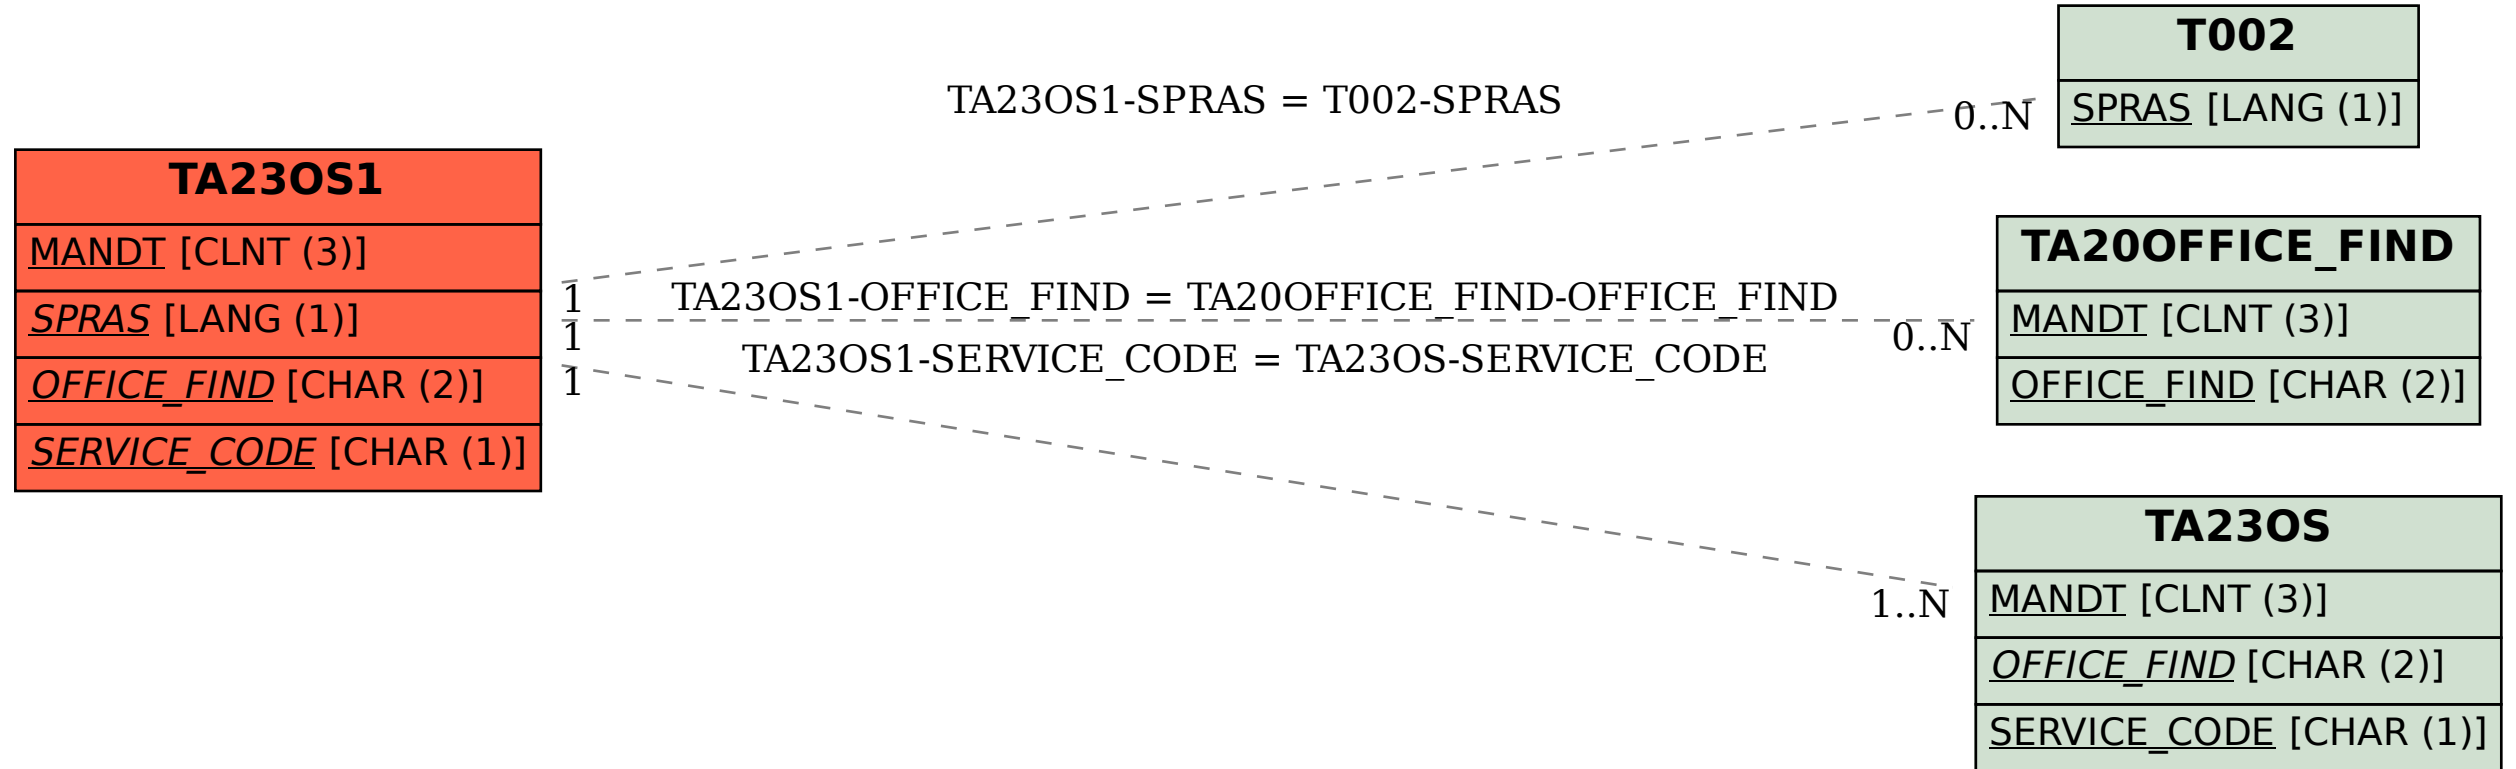 TA23OS1
MANDT [CLNT (3)]
SPRAS [LANG (1)]
OFFICE_FIND [CHAR (2)]
SERVICE_CODE [CHAR (1)]
TA23OS1-SPRAS = T002-SPRAS
0..N
1
TA23OS1-OFFICE_FIND = TA20OFFICE_FIND-OFFICE_FIND
1
0..N
TA23OS1-SERVICE_CODE = TA23OS-SERVICE_CODE
1
1..N
T002
SPRAS [LANG (1)]
TA20OFFICE_FIND
MANDT [CLNT (3)]
OFFICE_FIND [CHAR (2)]
TA23OS
MANDT [CLNT (3)]
OFFICE_FIND [CHAR (2)]
SERVICE_CODE [CHAR (1)]